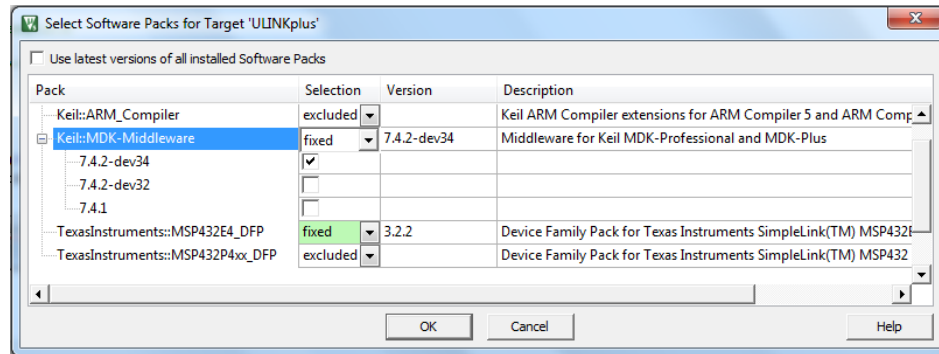 Select Software Packs for Target 'ULINKplus'
Use latest versions of all installed Software Packs
Pack Selection Version Description
Keil::ARM_Compiler excluded Keil ARM Compiler extensions for ARM Compiler 5 and ARM Comp
Keil::MDK-Middleware fixed 7.4.2-dev34 Middleware for Keil MDK-Professional and MDK-Plus
7.4.2-dev34
7.4.2-dev32
7.4.1
TexasInstruments::MSP432E4_DFP fixed 3.2.2 Device Family Pack for Texas Instruments SimpleLink(TM) MSP432E
TexasInstruments::MSP432P4xx_DFP excluded Device Family Pack for Texas Instruments SimpleLink(TM) MSP432
OK Cancel Help